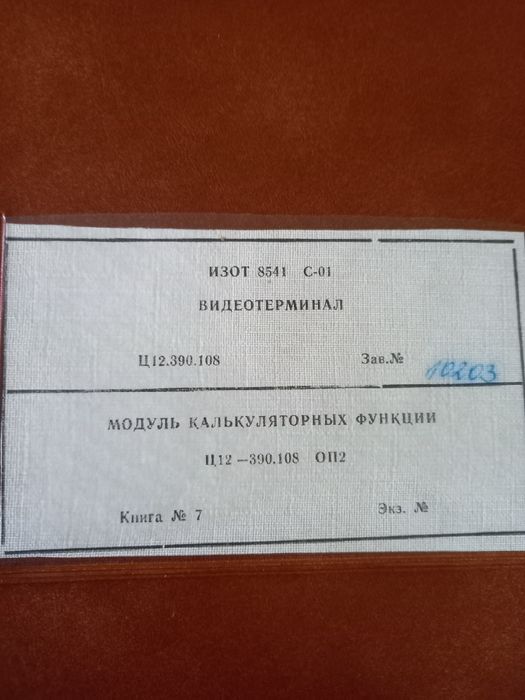 ИЗОТ 8541 С-01
ВИДЕОТЕРМИНАЛ
Ц12.390.108 Зав.№ 10203
МОДУЛЬ КАЛЬКУЛЯТОРНЫХ ФУНКЦИИ
Ц12 —390.108 ОП2
Книга № 7 Экз. №